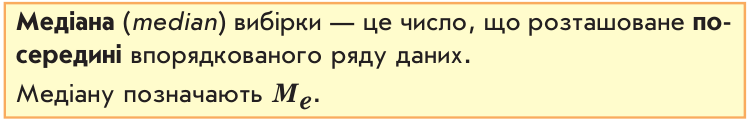 Медіана (median) вибірки — це число, що розташоване по-
середині впорядкованого ряду даних.
Медіану позначають Mₑ.